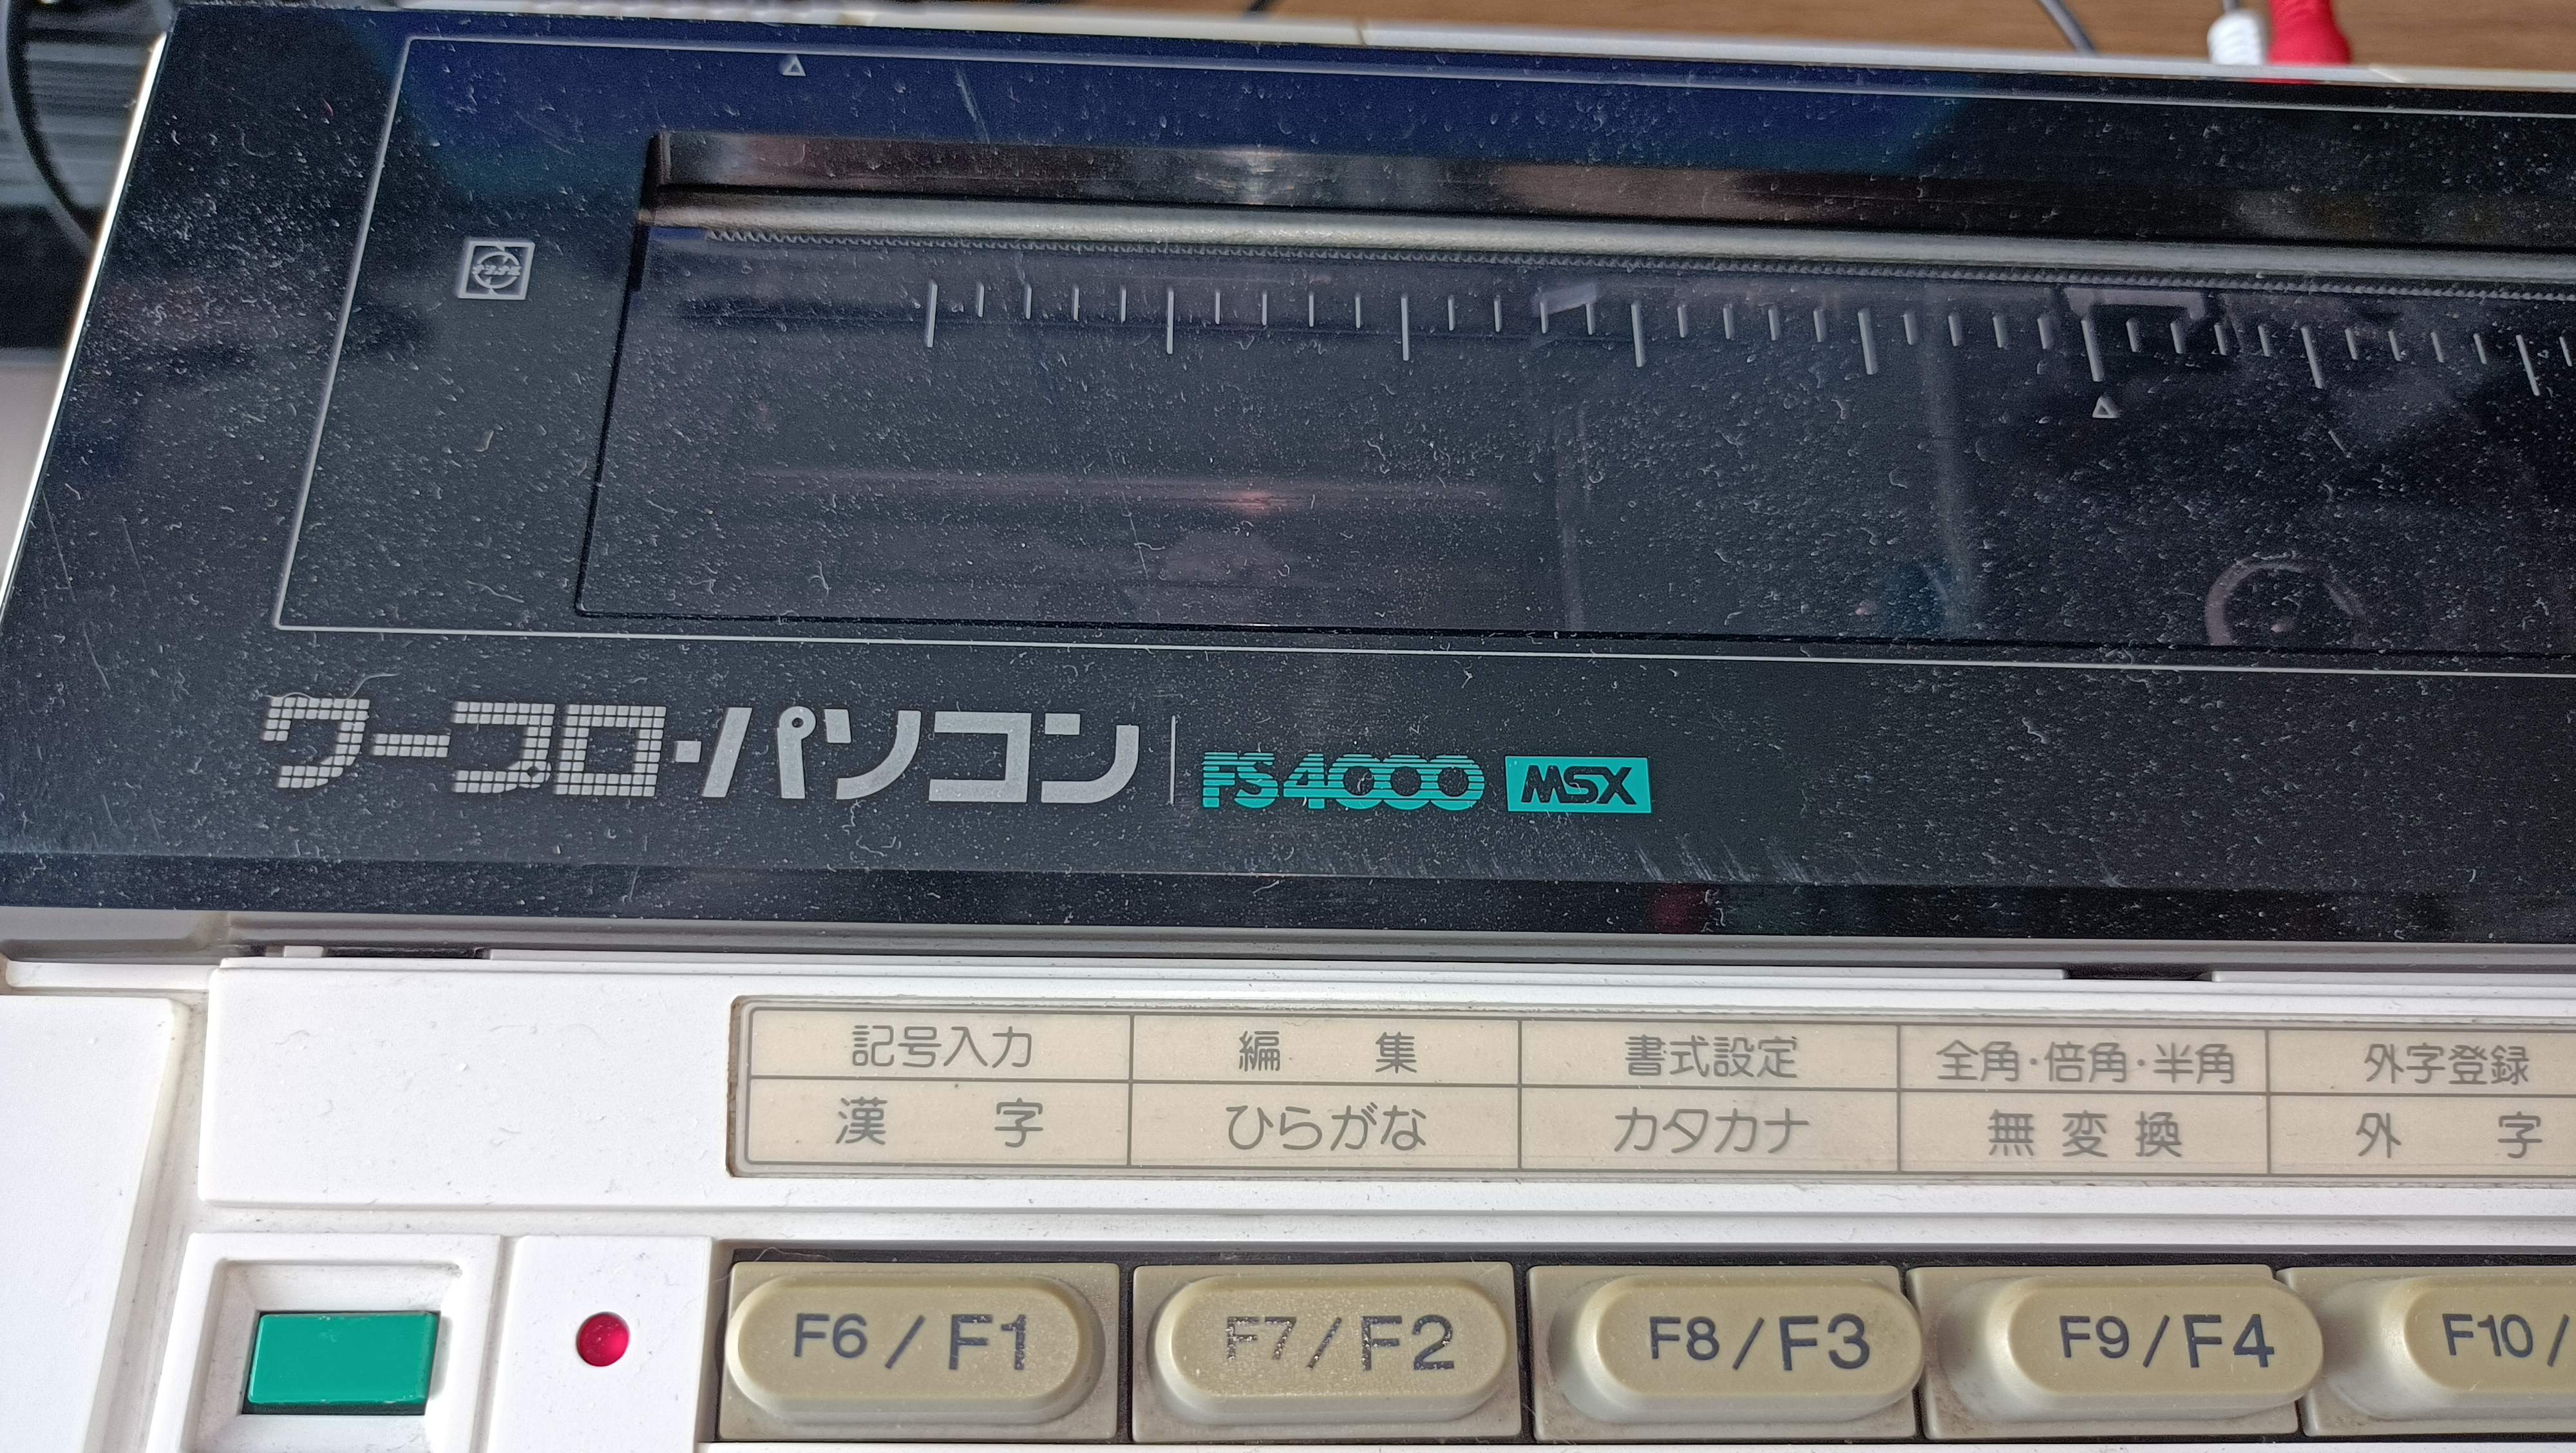 ワープロ・パソコン FS4000 MSX
記号入力 編集 書式設定 全角・倍角・半角 外字登録
漢字 ひらがな カタカナ 無変換 外字
F6/F1 F7/F2 F8/F3 F9/F4 F10/